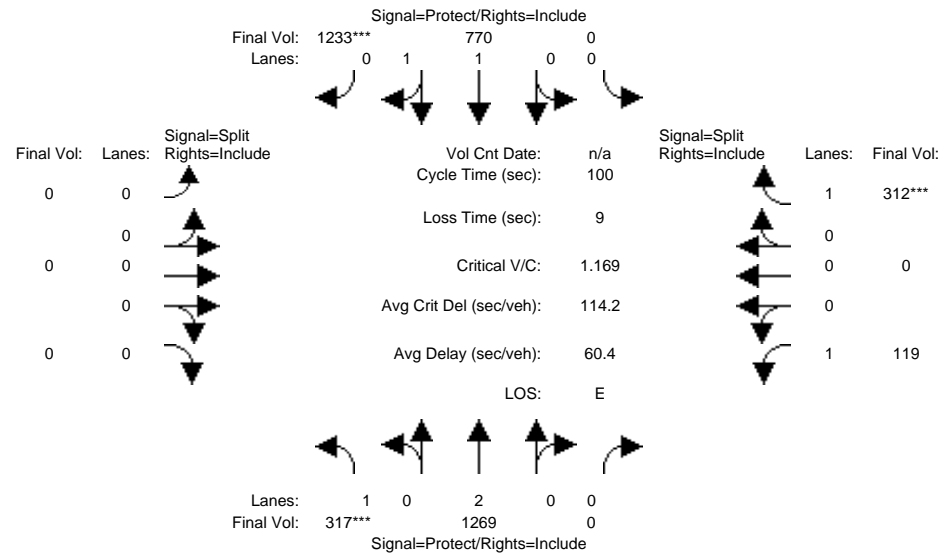 Signal=Protect/Rights=Include
Final Vol: 1233*** 770 0
Lanes: 0 1 1 0 0
Signal=Split
Final Vol: Lanes: Rights=Include
Vol Cnt Date: n/a
Signal=Split
Rights=Include Lanes: Final Vol:
Cycle Time (sec): 100
0 0
1 312***
Loss Time (sec): 9
0
0
0 0
Critical V/C: 1.169
0 0
0
Avg Crit Del (sec/veh): 114.2
0
0 0
Avg Delay (sec/veh): 60.4
1 119
LOS: E
Lanes: 1 0 2 0 0
Final Vol: 317*** 1269 0
Signal=Protect/Rights=Include